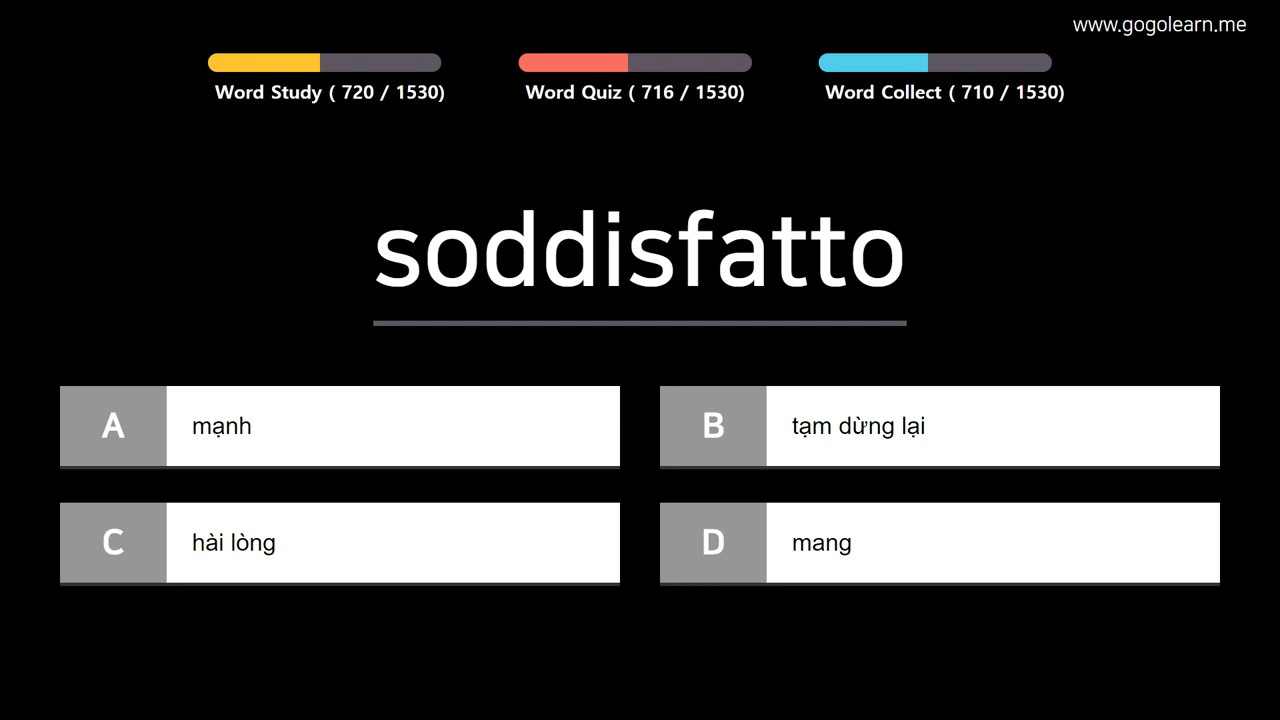 www.gogolearn.me
Word Study ( 720 / 1530)
Word Quiz ( 716 / 1530)
Word Collect ( 710 / 1530)
soddisfatto
A mạnh
B tạm dừng lại
C hài lòng
D mang